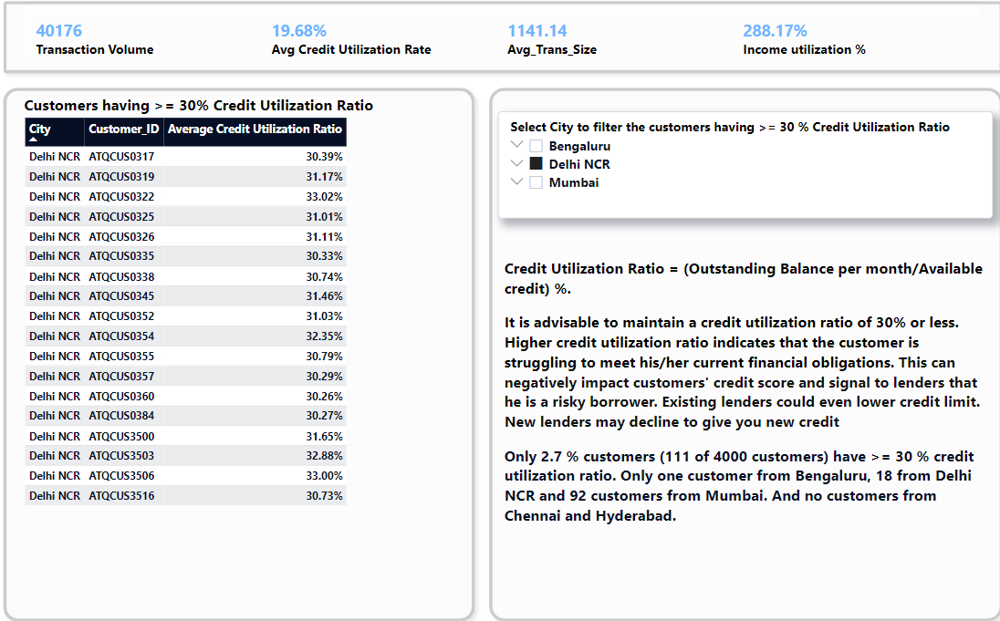 40176 19.68% 1141.14 288.17%
Transaction Volume Avg Credit Utilization Rate Avg_Trans_Size Income utilization %
Customers having >= 30% Credit Utilization Ratio
City Customer_ID Average Credit Utilization Ratio
Delhi NCR ATQCUS0317 30.39%
Delhi NCR ATQCUS0319 31.17%
Delhi NCR ATQCUS0322 33.02%
Delhi NCR ATQCUS0325 31.01%
Delhi NCR ATQCUS0326 31.11%
Delhi NCR ATQCUS0335 30.33%
Delhi NCR ATQCUS0338 30.74%
Delhi NCR ATQCUS0345 31.46%
Delhi NCR ATQCUS0352 31.03%
Delhi NCR ATQCUS0354 32.35%
Delhi NCR ATQCUS0355 30.79%
Delhi NCR ATQCUS0357 30.29%
Delhi NCR ATQCUS0360 30.26%
Delhi NCR ATQCUS0384 30.27%
Delhi NCR ATQCUS3500 31.65%
Delhi NCR ATQCUS3503 32.88%
Delhi NCR ATQCUS3506 33.00%
Delhi NCR ATQCUS3516 30.73%
Select City to filter the customers having >= 30 % Credit Utilization Ratio
Bengaluru
Delhi NCR
Mumbai
Credit Utilization Ratio = (Outstanding Balance per month/Available
credit) %.
It is advisable to maintain a credit utilization ratio of 30% or less.
Higher credit utilization ratio indicates that the customer is
struggling to meet his/her current financial obligations. This can
negatively impact customers' credit score and signal to lenders that
he is a risky borrower. Existing lenders could even lower credit limit.
New lenders may decline to give you new credit
Only 2.7 % customers (111 of 4000 customers) have >= 30 % credit
utilization ratio. Only one customer from Bengaluru, 18 from Delhi
NCR and 92 customers from Mumbai. And no customers from
Chennai and Hyderabad.